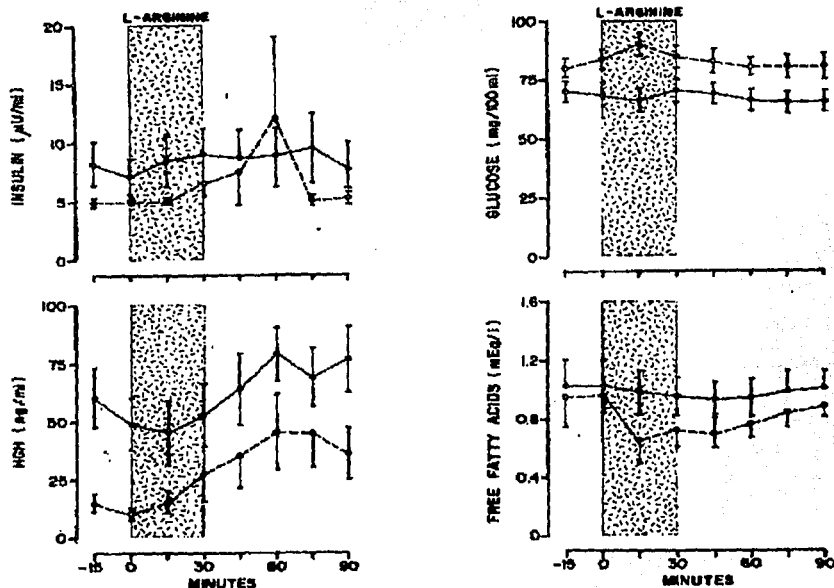 L-ARGININE
20
15
10
5
0
INSULIN (μU/ml)
L-ARGININE
100
75
50
25
0
GLUCOSE (mg/100ml)
100
75
50
25
0
HGH (ng/ml)
-15 0 30 60 90
MINUTES
1.6
1.2
0.8
0.4
0
FREE FATTY ACIDS (mEq/l)
-15 0 30 60 90
MINUTES